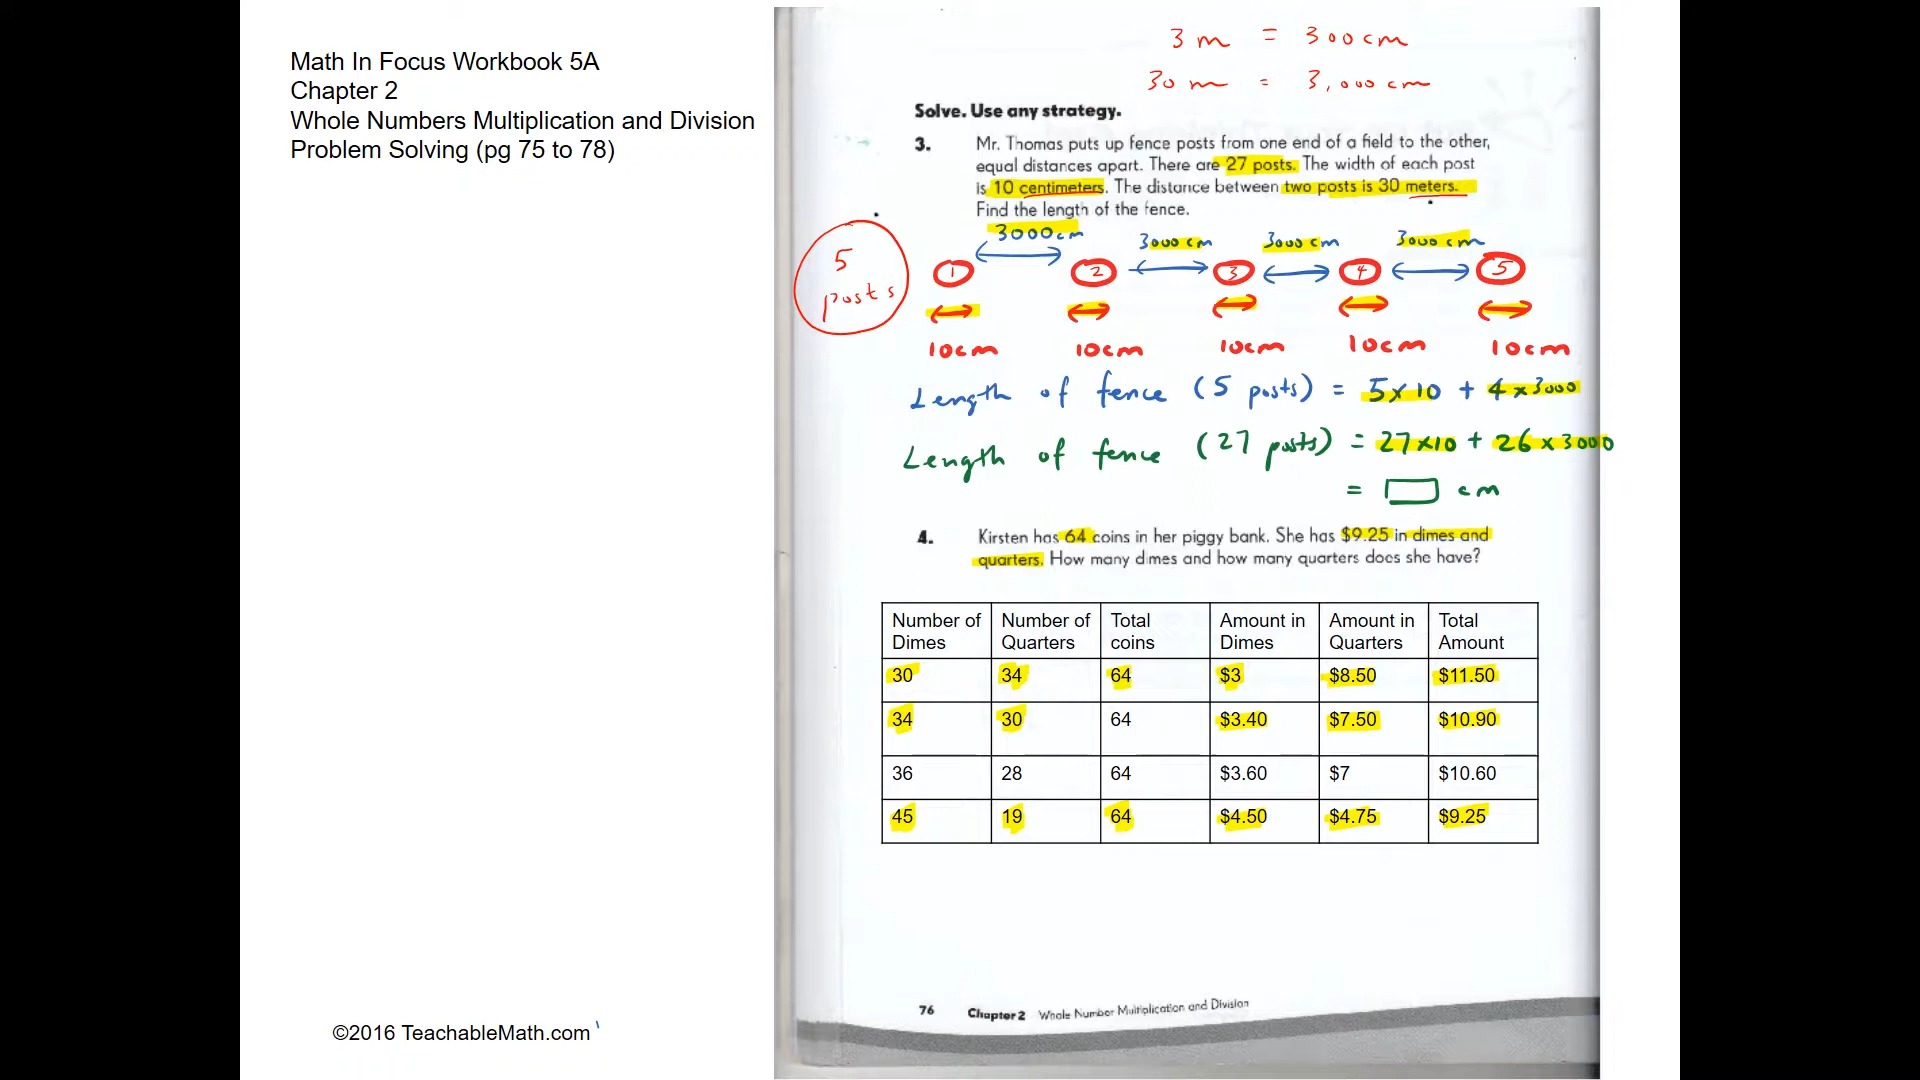 Math In Focus Workbook 5A
Chapter 2
Whole Numbers Multiplication and Division
Problem Solving (pg 75 to 78)
3 m = 300 cm
30 m = 3,000 cm
Solve. Use any strategy.
3. Mr. Thomas puts up fence posts from one end of a field to the other,
equal distances apart. There are 27 posts. The width of each post
is 10 centimeters. The distance between two posts is 30 meters.
Find the length of the fence.
5
posts
3000 cm 3000 cm 3000 cm 3000 cm
1 2 3 4 5
10cm 10cm 10cm 10cm 10cm
Length of fence (5 posts) = 5 x 10 + 4 x 3000
Length of fence (27 posts) = 27 x 10 + 26 x 3000
= cm
4. Kirsten has 64 coins in her piggy bank. She has $9.25 in dimes and
quarters. How many dimes and how many quarters does she have?
Number of Dimes Number of Quarters Total coins Amount in Dimes Amount in Quarters Total Amount
30 34 64 $3 $8.50 $11.50
34 30 64 $3.40 $7.50 $10.90
36 28 64 $3.60 $7 $10.60
45 19 64 $4.50 $4.75 $9.25
76 Chapter 2 Whole Number Multiplication and Division
©2016 TeachableMath.com